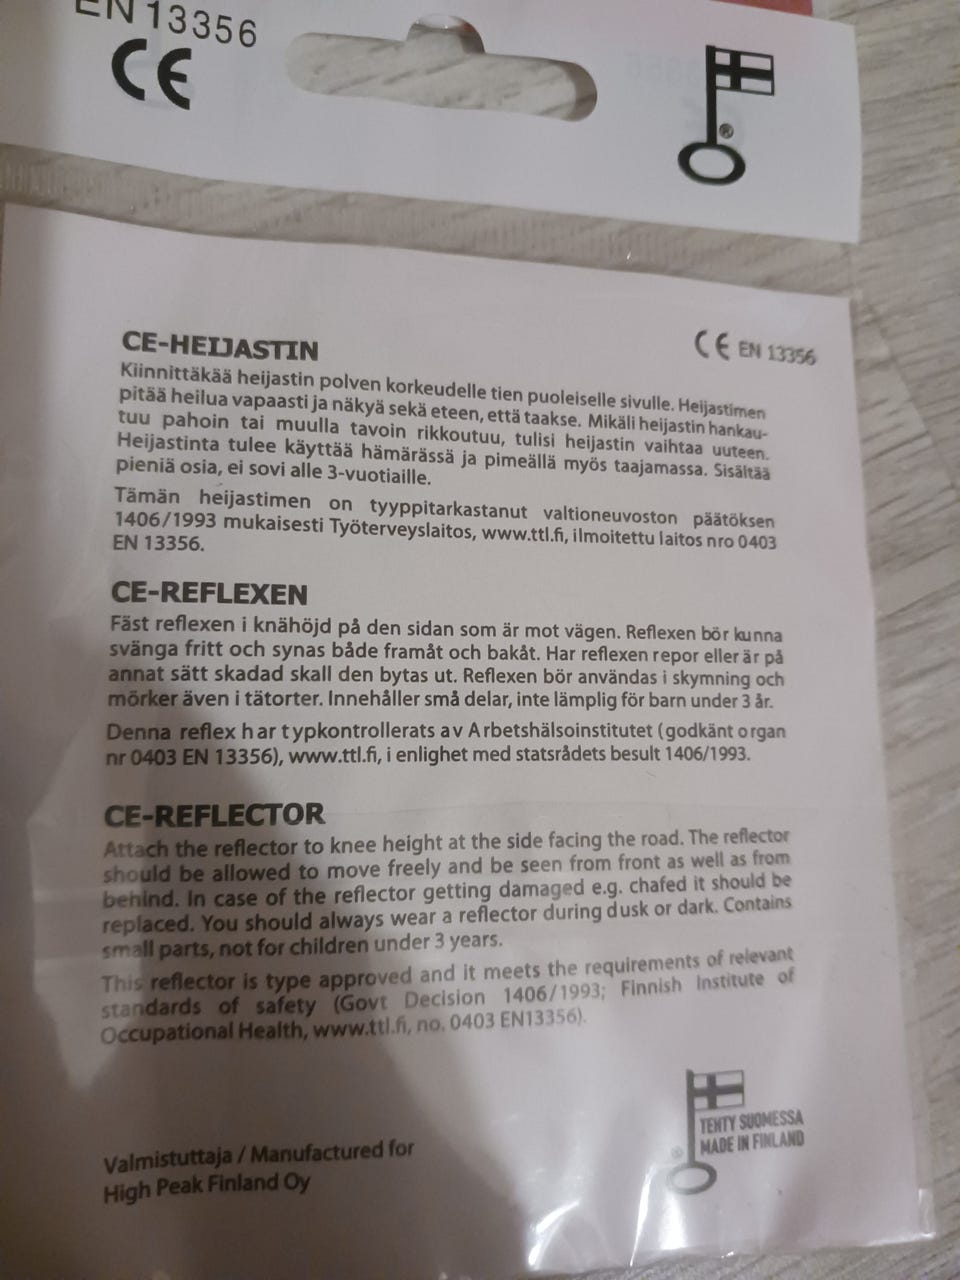 EN 13356
CE
®
CE-HEIJASTIN
CE EN 13356
Kiinnittäkää heijastin polven korkeudelle tien puoleiselle sivulle. Heijastimen
pitää heilua vapaasti ja näkyä sekä eteen, että taakse. Mikäli heijastin hankau-
tuu pahoin tai muulla tavoin rikkoutuu, tulisi heijastin vaihtaa uuteen.
Heijastinta tulee käyttää hämärässä ja pimeällä myös taajamassa. Sisältää
pieniä osia, ei sovi alle 3-vuotiaille.
Tämän heijastimen on tyyppitarkastanut valtioneuvoston päätöksen
1406/1993 mukaisesti Työterveyslaitos, www.ttl.fi, ilmoitettu laitos nro 0403
EN 13356.
CE-REFLEXEN
Fäst reflexen i knähöjd på den sidan som är mot vägen. Reflexen bör kunna
svänga fritt och synas både framåt och bakåt. Har reflexen repor eller är på
annat sätt skadad skall den bytas ut. Reflexen bör användas i skymning och
mörker även i tätorter. Innehåller små delar, inte lämplig för barn under 3 år.
Denna reflex har typkontrollerats av Arbetshälsoinstitutet (godkänt organ
nr 0403 EN 13356), www.ttl.fi, i enlighet med statsrådets besult 1406/1993.
CE-REFLECTOR
Attach the reflector to knee height at the side facing the road. The reflector
should be allowed to move freely and be seen from front as well as from
behind. In case of the reflector getting damaged e.g. chafed it should be
replaced. You should always wear a reflector during dusk or dark. Contains
small parts, not for children under 3 years.
This reflector is type approved and it meets the requirements of relevant
standards of safety (Govt Decision 1406/1993; Finnish Institute of
Occupational Health, www.ttl.fi, no. 0403 EN13356).
TEHTY SUOMESSA
MADE IN FINLAND
®
Valmistuttaja / Manufactured for
High Peak Finland Oy